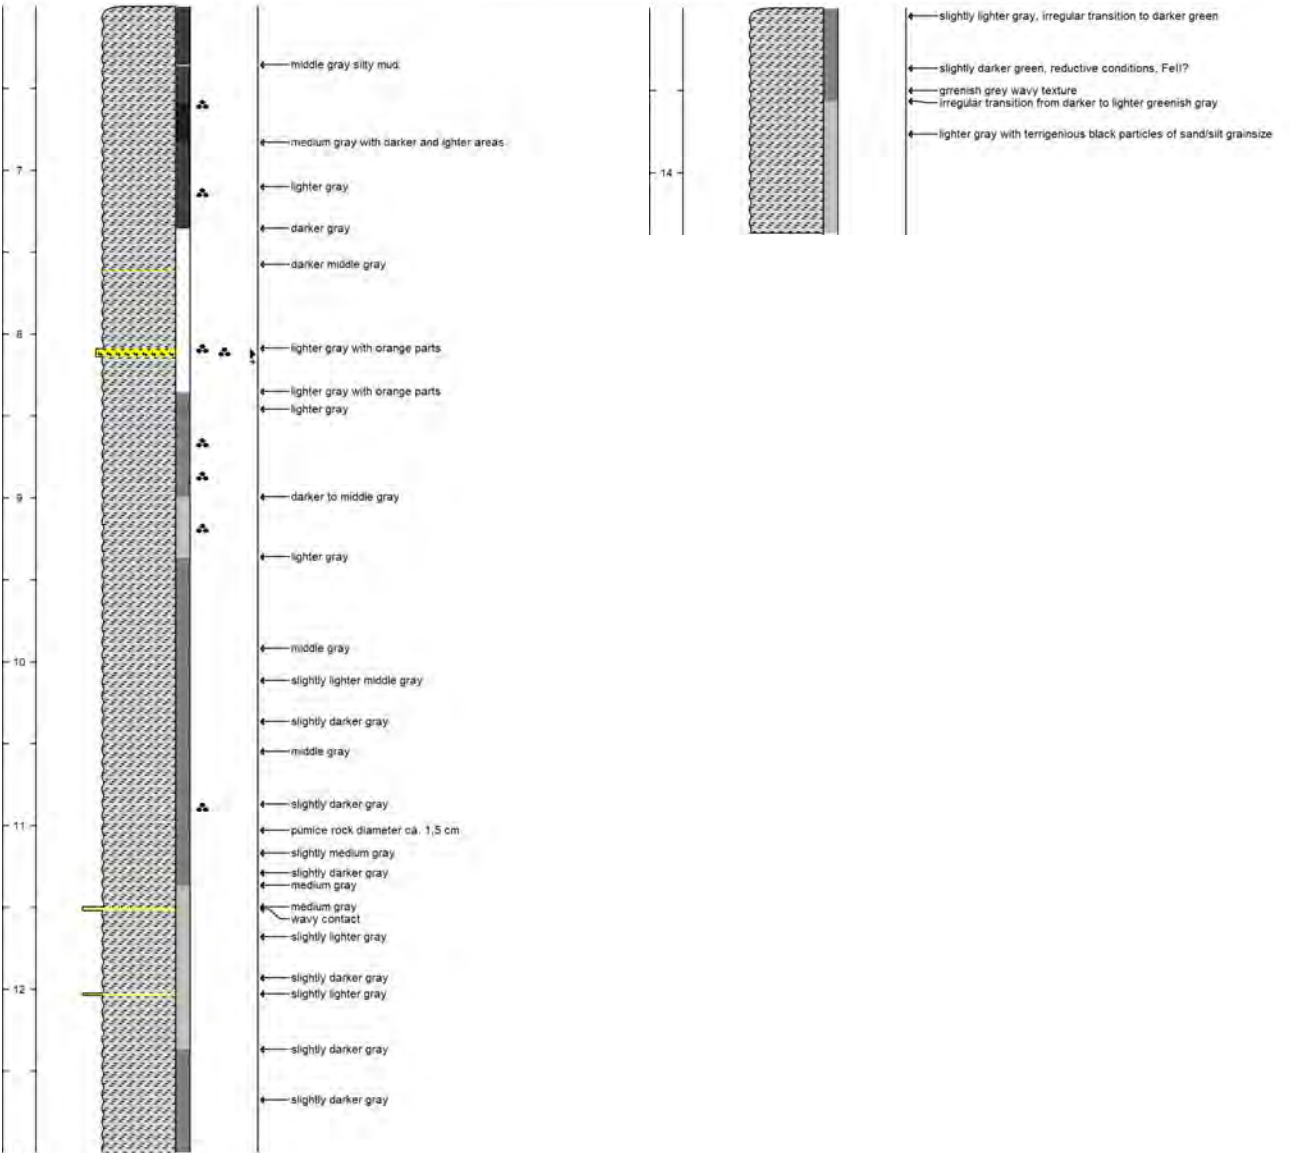 middle gray silty mud.
medium gray with darker and ighter areas
7
lighter gray
darker gray
darker middle gray
8
lighter gray with orange parts
lighter gray with orange parts
lighter gray
9
darker to middle gray
lighter gray
middle gray
10
slightly lighter middle gray
slightly darker gray
middle gray
slightly darker gray
11
pumice rock diameter ca. 1,5 cm
slightly medium gray
slightly darker gray
medium gray
medium gray
wavy contact
slightly lighter gray
slightly darker gray
12
slightly lighter gray
slightly darker gray
slightly darker gray
slightly lighter gray, irregular transition to darker green
slightly darker green, reductive conditions, FeII?
grrenish grey wavy texture
irregular transition from darker to lighter greenish gray
lighter gray with terrigenious black particles of sand/silt grainsize
14